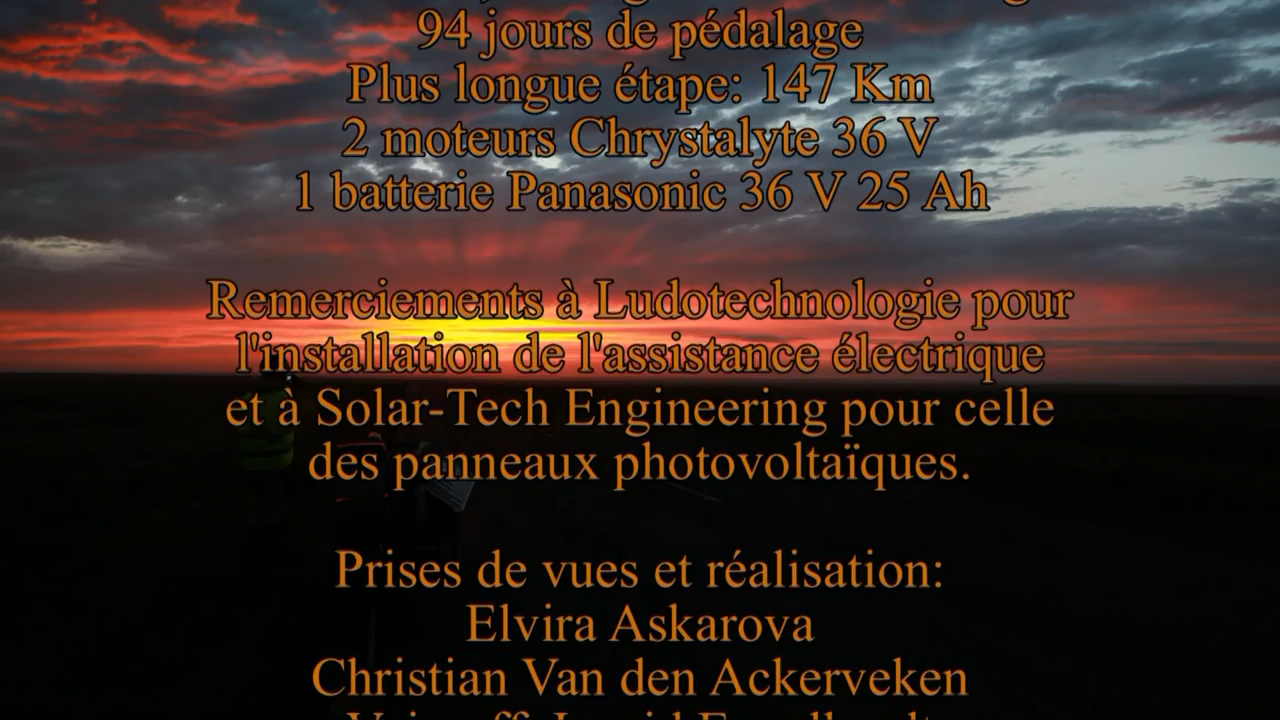 94 jours de pédalage
Plus longue étape: 147 Km
2 moteurs Chrystalyte 36 V
1 batterie Panasonic 36 V 25 Ah
Remerciements à Ludotechnologie pour
l'installation de l'assistance électrique
et à Solar-Tech Engineering pour celle
des panneaux photovoltaïques.
Prises de vues et réalisation:
Elvira Askarova
Christian Van den Ackerveken